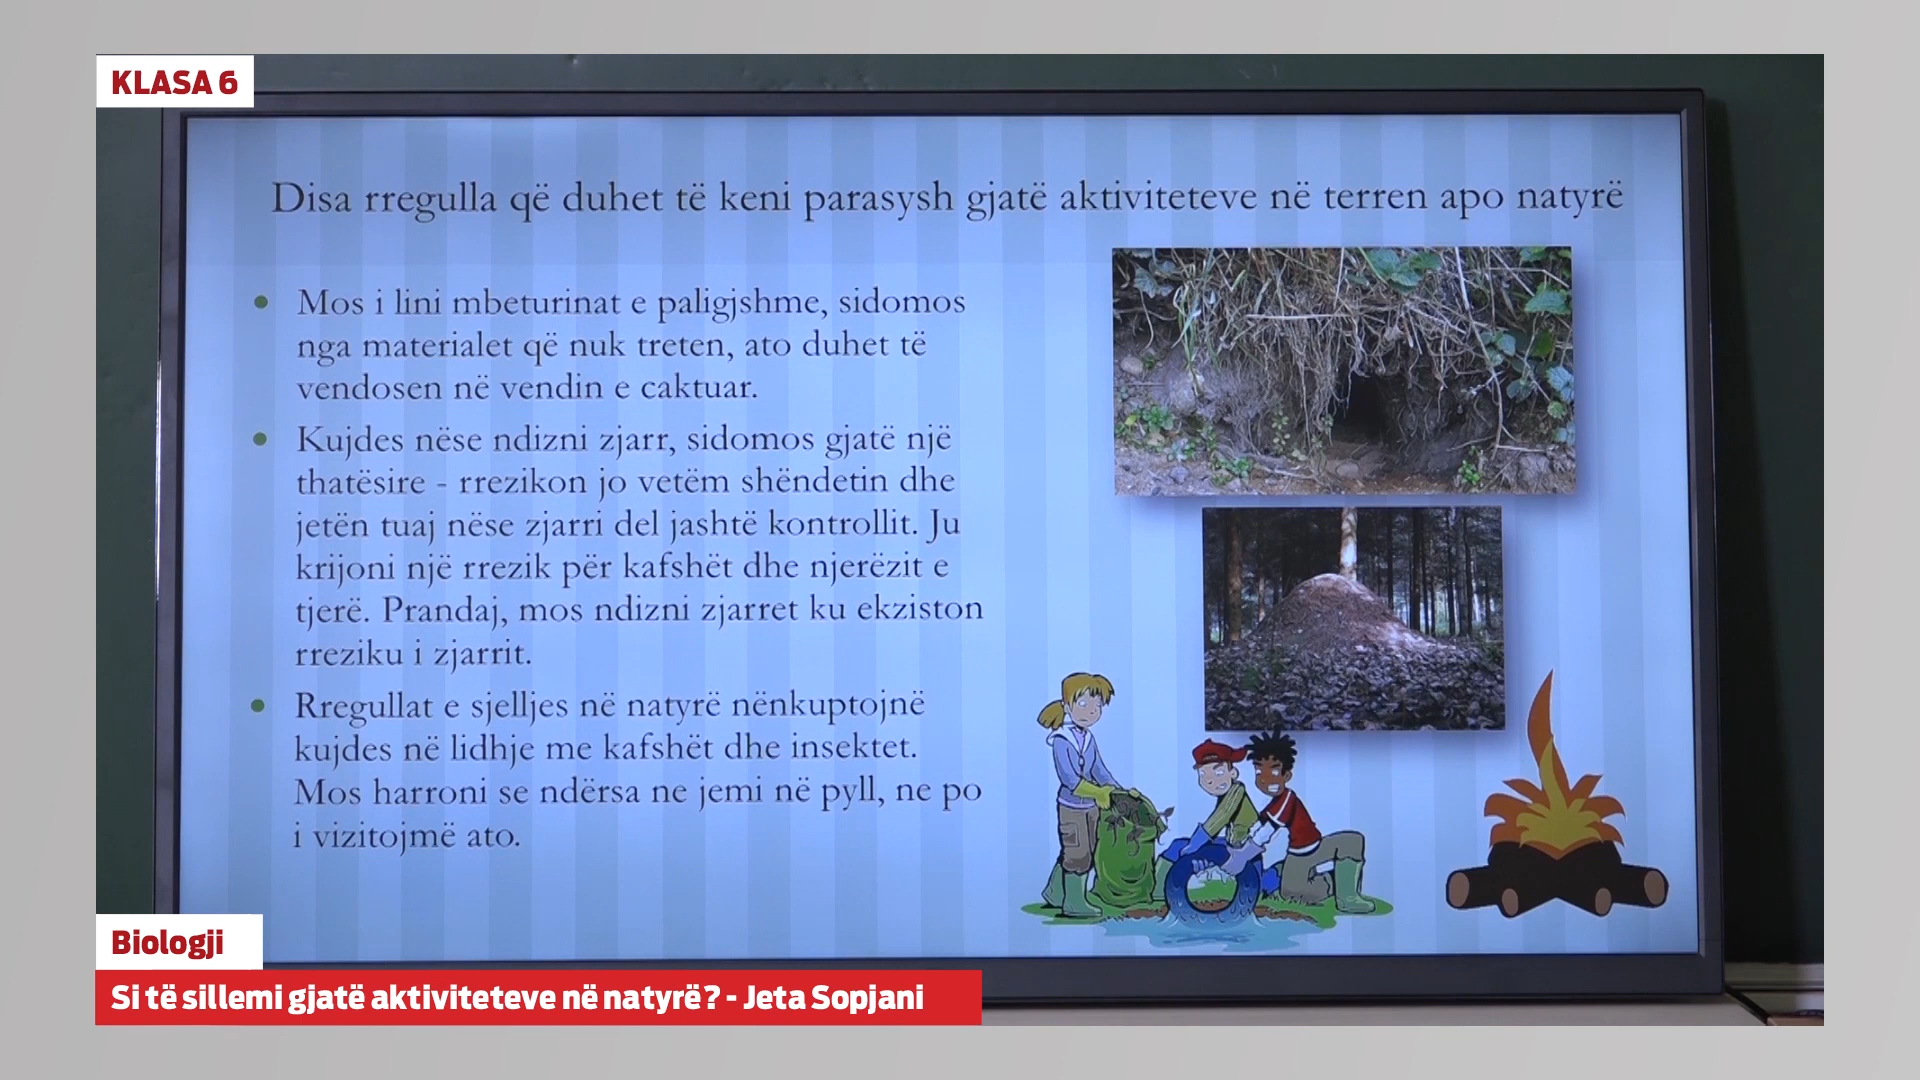 KLASA 6
Disa rregulla që duhet të keni parasysh gjatë aktiviteteve në terren apo natyrë
• Mos i lini mbeturinat e paligjshme, sidomos
nga materialet që nuk treten, ato duhet të
vendosen në vendin e caktuar.
• Kujdes nëse ndizni zjarr, sidomos gjatë një
thatësire - rrezikon jo vetëm shëndetin dhe
jetën tuaj nëse zjarri del jashtë kontrollit. Ju
krijoni një rrezik për kafshët dhe njerëzit e
tjerë. Prandaj, mos ndizni zjarret ku ekziston
rreziku i zjarrit.
• Rregullat e sjelljes në natyrë nënkuptojnë
kujdes në lidhje me kafshët dhe insektet.
Mos harroni se ndërsa ne jemi në pyll, ne po
i vizitojmë ato.
Biologji
Si të sillemi gjatë aktiviteteve në natyrë? - Jeta Sopjani